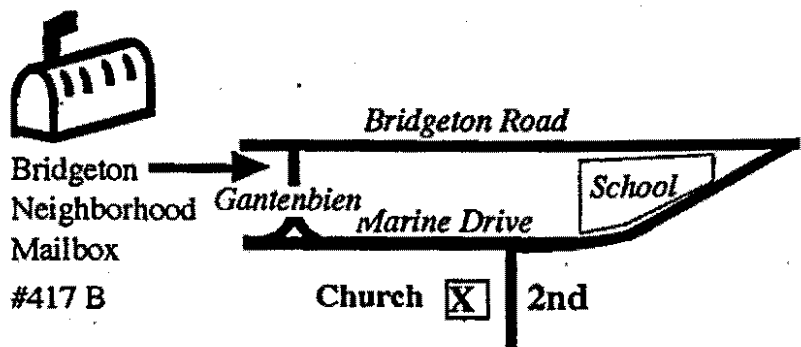 Bridgeton Road
Bridgeton
Neighborhood
Mailbox
#417 B
Gantenbien
Marine Drive
School
Church X 2nd